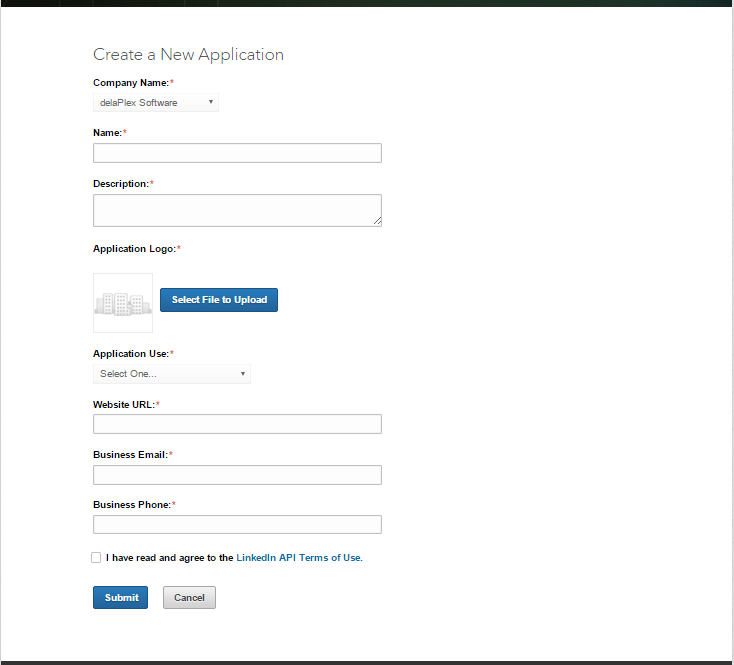 Create a New Application
Company Name:*
delaPlex Software
Name:*
Description:*
Application Logo:*
Select File to Upload
Application Use:*
Select One...
Website URL:*
Business Email:*
Business Phone:*
I have read and agree to the LinkedIn API Terms of Use.
Submit Cancel